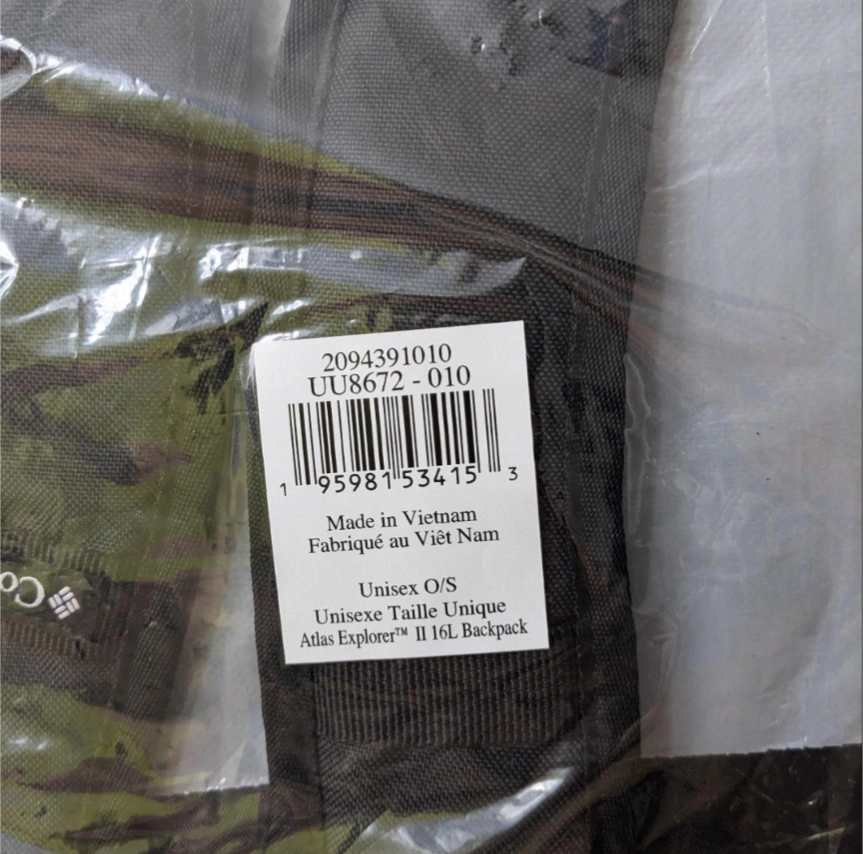 2094391010
UU8672 - 010
1 95981 53415 3
Made in Vietnam
Fabriqué au Viêt Nam
Unisex O/S
Unisexe Taille Unique
Atlas Explorer™ II 16L Backpack
Co